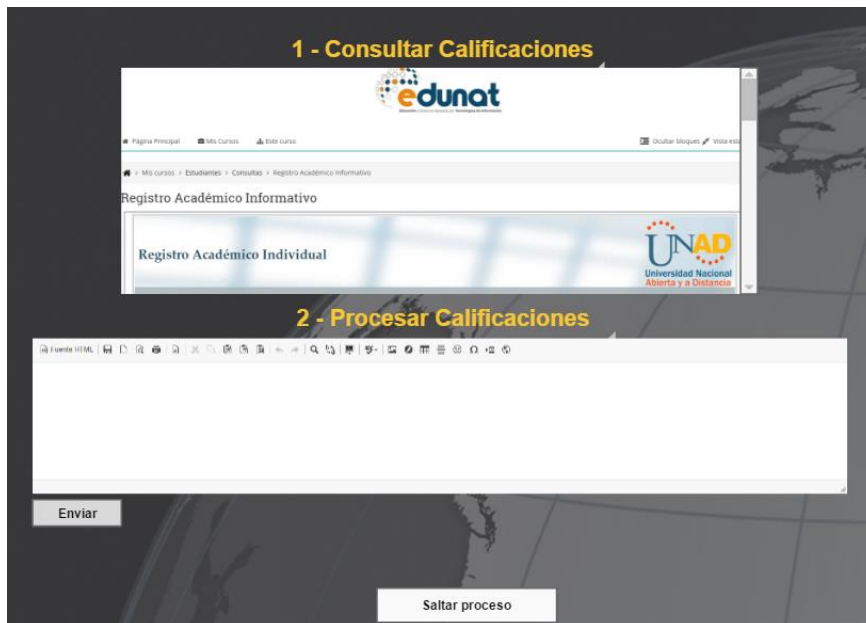 1 - Consultar Calificaciones
edunat
Página Principal Mis Cursos Este curso Ocultar bloques Vista está
> Mis cursos > Estudiantes > Consultas > Registro Académico Informativo
Registro Académico Informativo
Registro Académico Individual
UNAD
Universidad Nacional
Abierta y a Distancia
2 - Procesar Calificaciones
Fuente HTML
Enviar
Saltar proceso